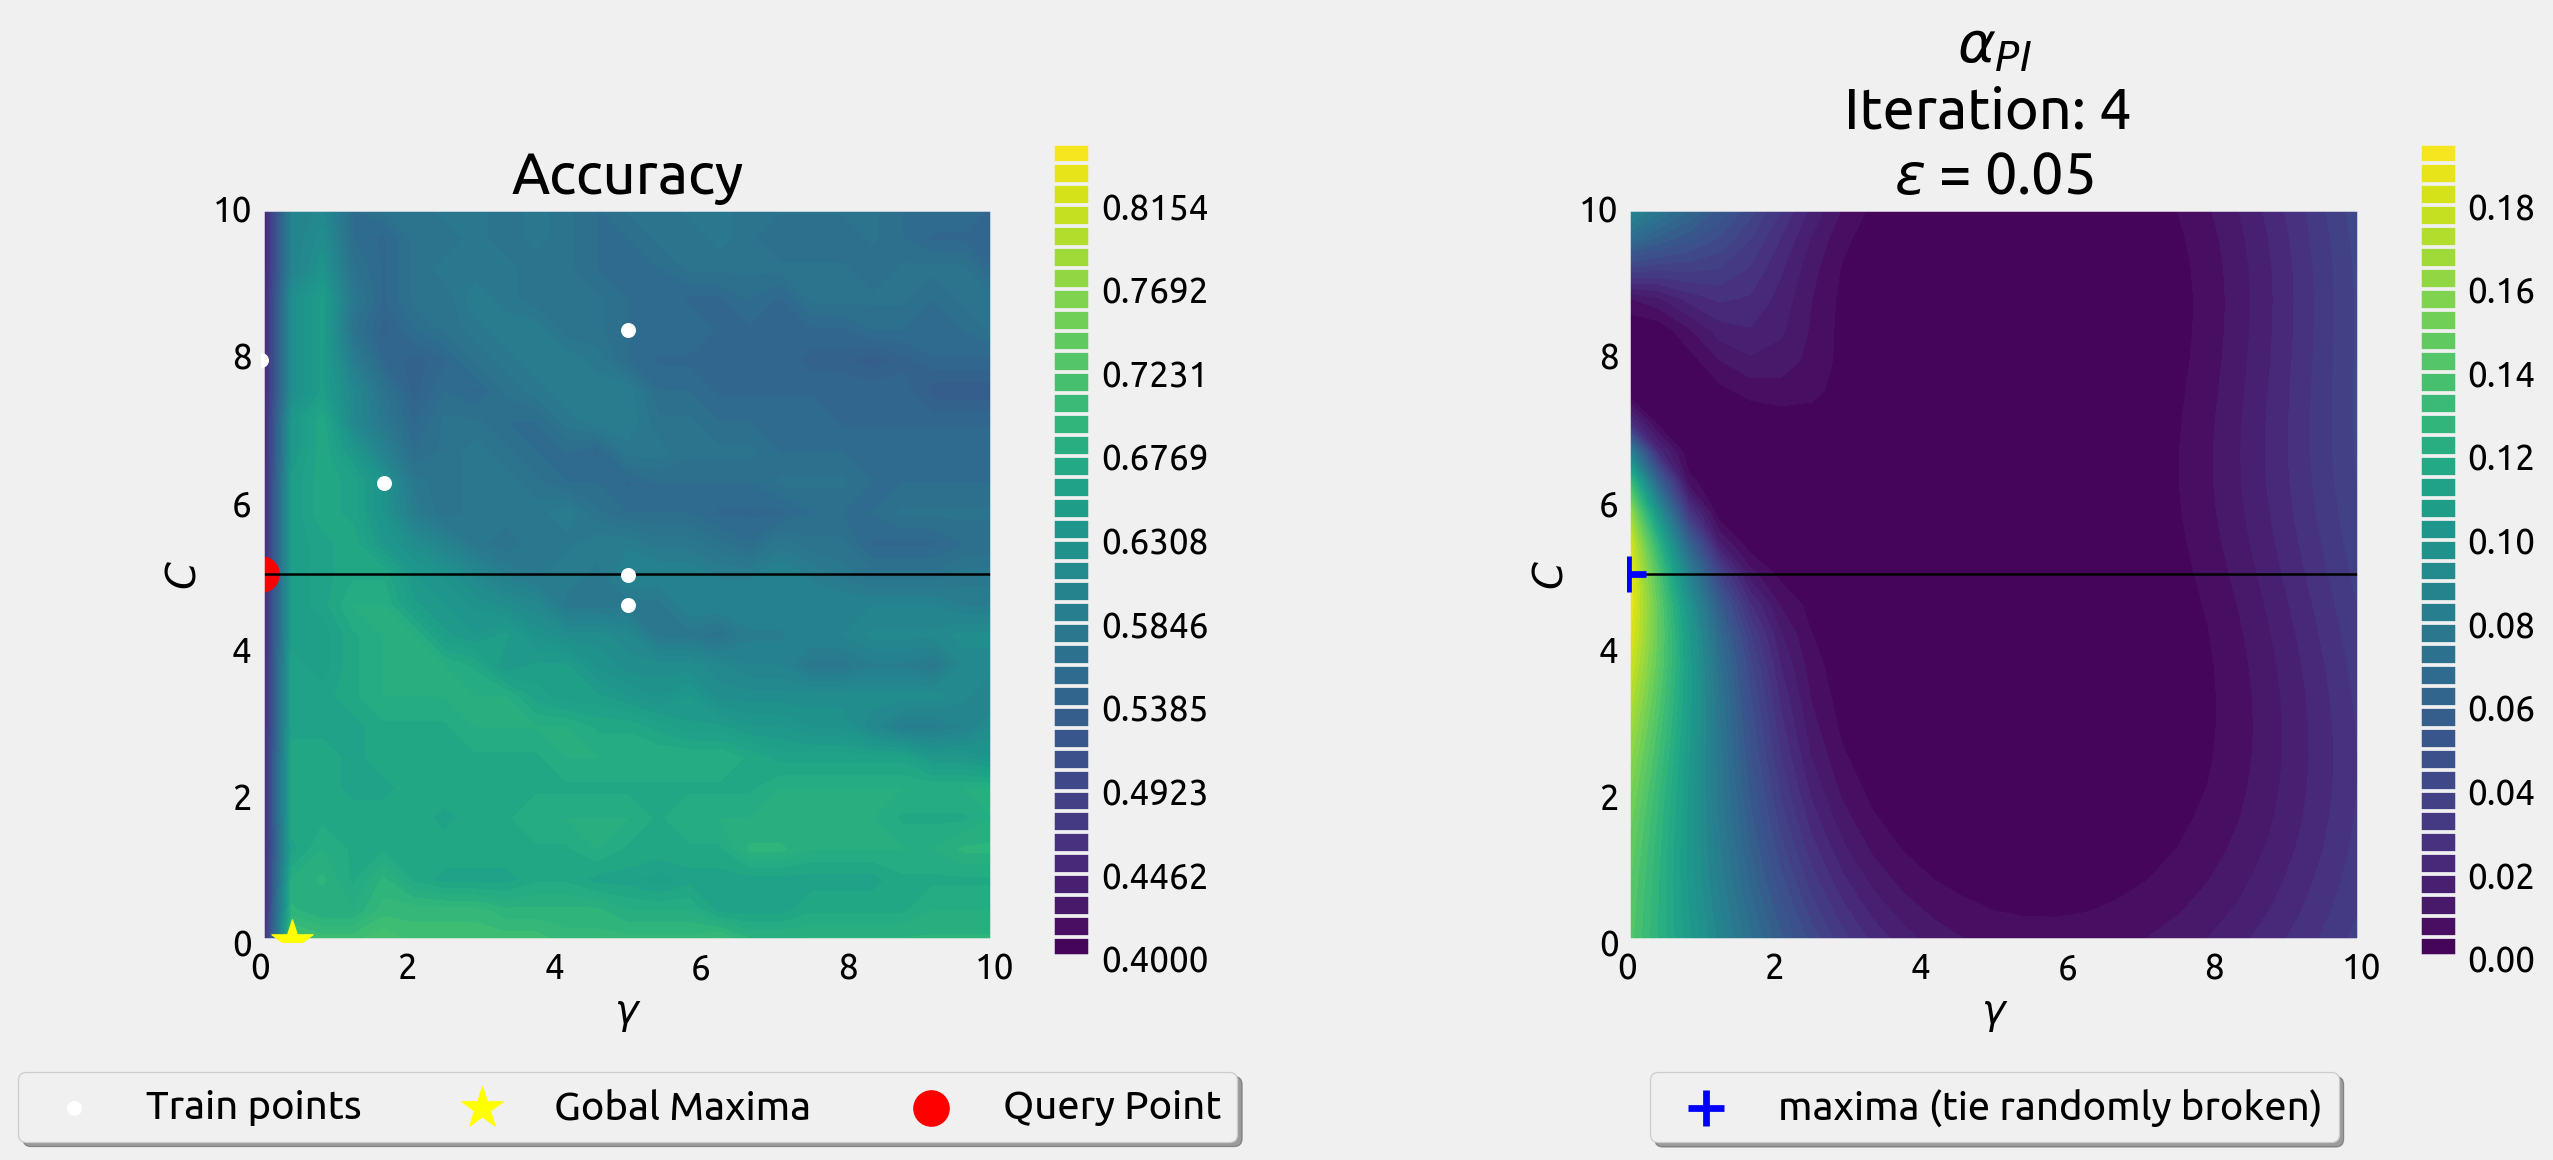 α_PI
Iteration: 4
ε = 0.05
Accuracy
10
8
6
4
2
0
C
0 2 4 6 8 10
γ
0.8154
0.7692
0.7231
0.6769
0.6308
0.5846
0.5385
0.4923
0.4462
0.4000
10
8
6
4
2
0
C
0 2 4 6 8 10
γ
0.18
0.16
0.14
0.12
0.10
0.08
0.06
0.04
0.02
0.00
Train points Gobal Maxima Query Point
maxima (tie randomly broken)